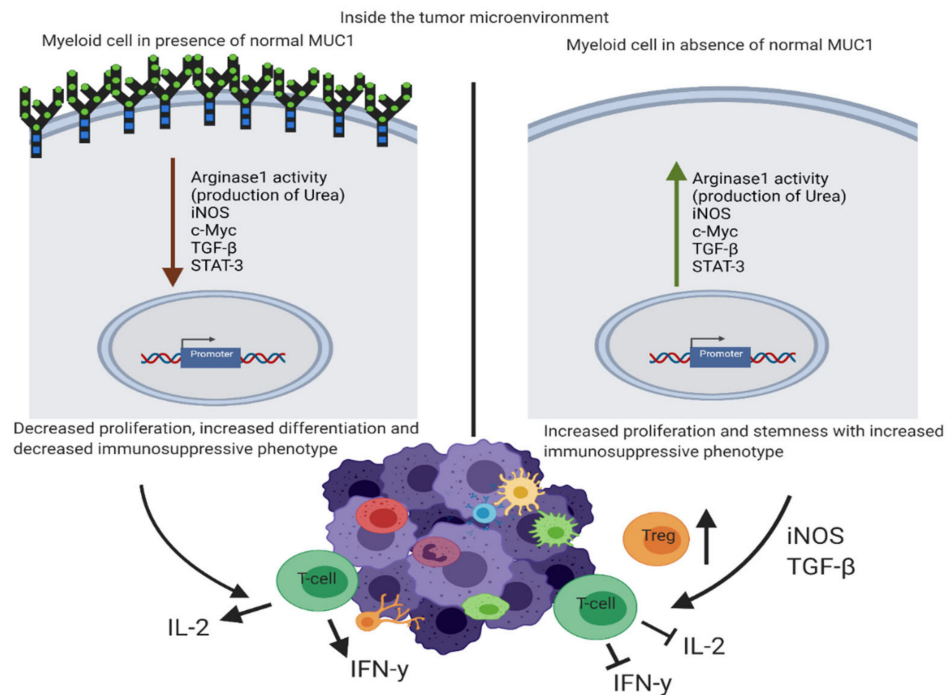 Inside the tumor microenvironment
Myeloid cell in presence of normal MUC1
Arginase1 activity
(production of Urea)
iNOS
c-Myc
TGF-β
STAT-3
Promoter
Decreased proliferation, increased differentiation and
decreased immunosuppressive phenotype
Myeloid cell in absence of normal MUC1
Arginase1 activity
(production of Urea)
iNOS
c-Myc
TGF-β
STAT-3
Promoter
Increased proliferation and stemness with increased
immunosuppressive phenotype
T-cell
IL-2
IFN-y
Treg
iNOS
TGF-β
T-cell
IL-2
IFN-y